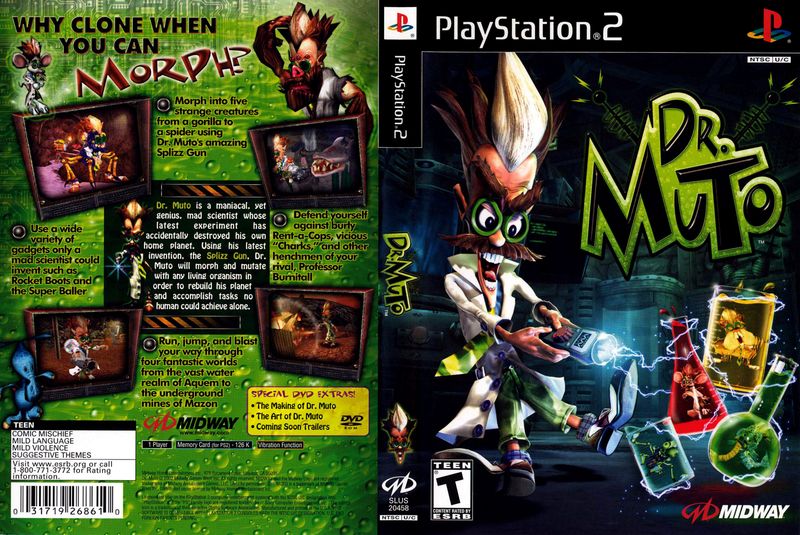 WHY CLONE WHEN
YOU CAN
MORPH?
Morph into five
strange creatures
from a gorilla to
a spider using
Dr. Muto's amazing
Splizz Gun
Use a wide
variety of
gadgets only a
mad scientist could
invent such as
Rocket Boots and
the Super Baller
Dr. Muto is a maniacal, yet
genius, mad scientist whose
latest experiment has
accidentally destroyed his own
home planet. Using his latest
invention, the Splizz Gun, Dr.
Muto will morph and mutate
with any living organism in
order to rebuild his planet
and accomplish tasks no
human could achieve alone.
Defend yourself
against burly
Rent-a-Cops, vicious
"Charks," and other
henchmen of your
rival, Professor
Burnitall
Run, jump, and blast
your way through
four fantastic worlds
from the vast water
realm of Aquem to
the underground
mines of Mazon
SPECIAL DVD EXTRAS!
• The Making of Dr. Muto
• The Art of Dr. Muto
• Coming Soon Trailers
DVD
ROM
MIDWAY
1 Player
Memory Card (for PS2) - 126 K
Vibration Function
TEEN
COMIC MISCHIEF
MILD LANGUAGE
MILD VIOLENCE
SUGGESTIVE THEMES
Visit www.esrb.org or call
1-800-771-3772 for Rating
Information.
0 31719 26861 0
PlayStation.2
DR. MUTO
SLUS
20458
NTSC U/C
PlayStation®2
NTSC U/C
DR.
MUTO
TM
TEEN
T
CONTENT RATED BY
ESRB
MIDWAY